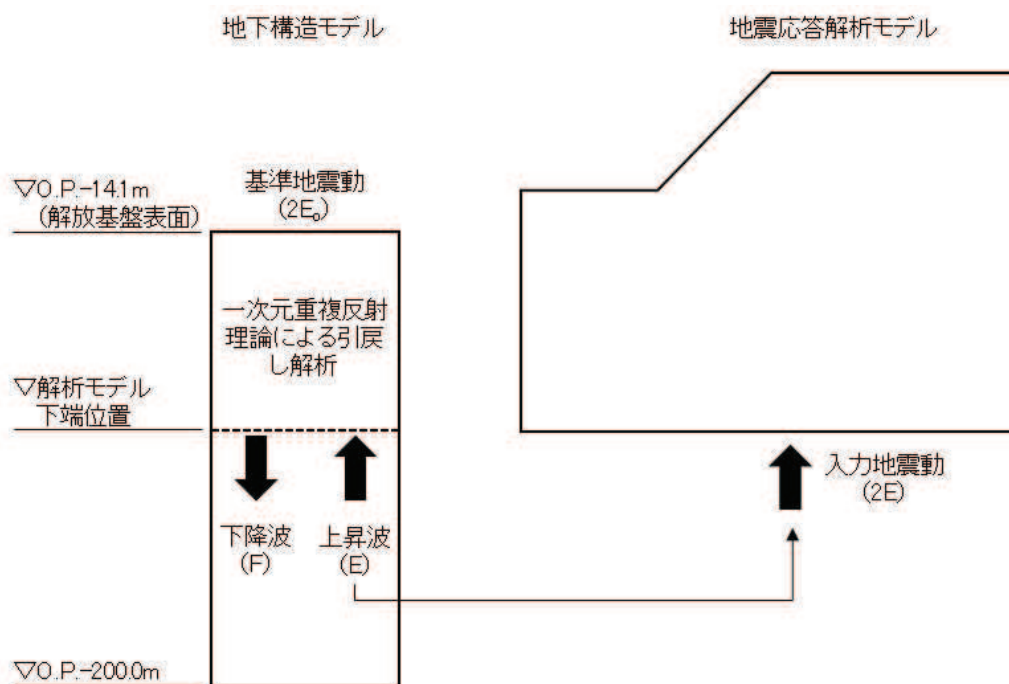 地下構造モデル
地震応答解析モデル
▽O.P.-14.1m
(解放基盤表面)
基準地震動
(2E₀)
一次元重複反射
理論による引戻
し解析
▽解析モデル
下端位置
下降波
(F)
上昇波
(E)
入力地震動
(2E)
▽O.P.-200.0m